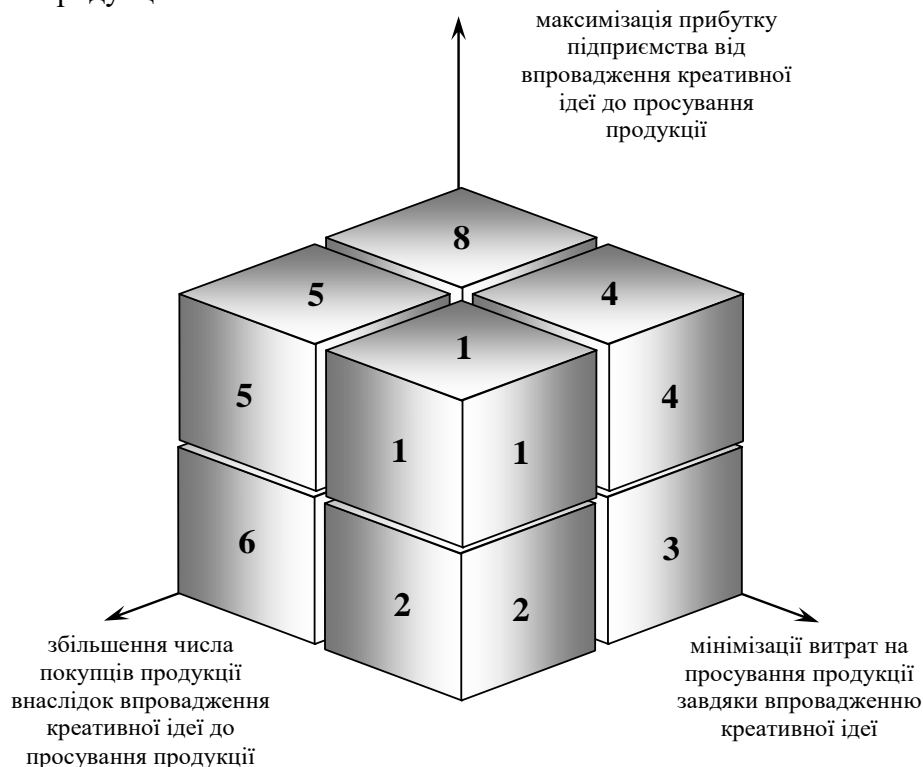 максимізація прибутку
підприємства від
впровадження креативної
ідеї до просування
продукції
8
5
4
1
5
4
1
1
6
3
2
2
збільшення числа
покупців продукції
внаслідок впровадження
креативної ідеї до
просування продукції
мінімізації витрат на
просування продукції
завдяки впровадженню
креативної ідеї